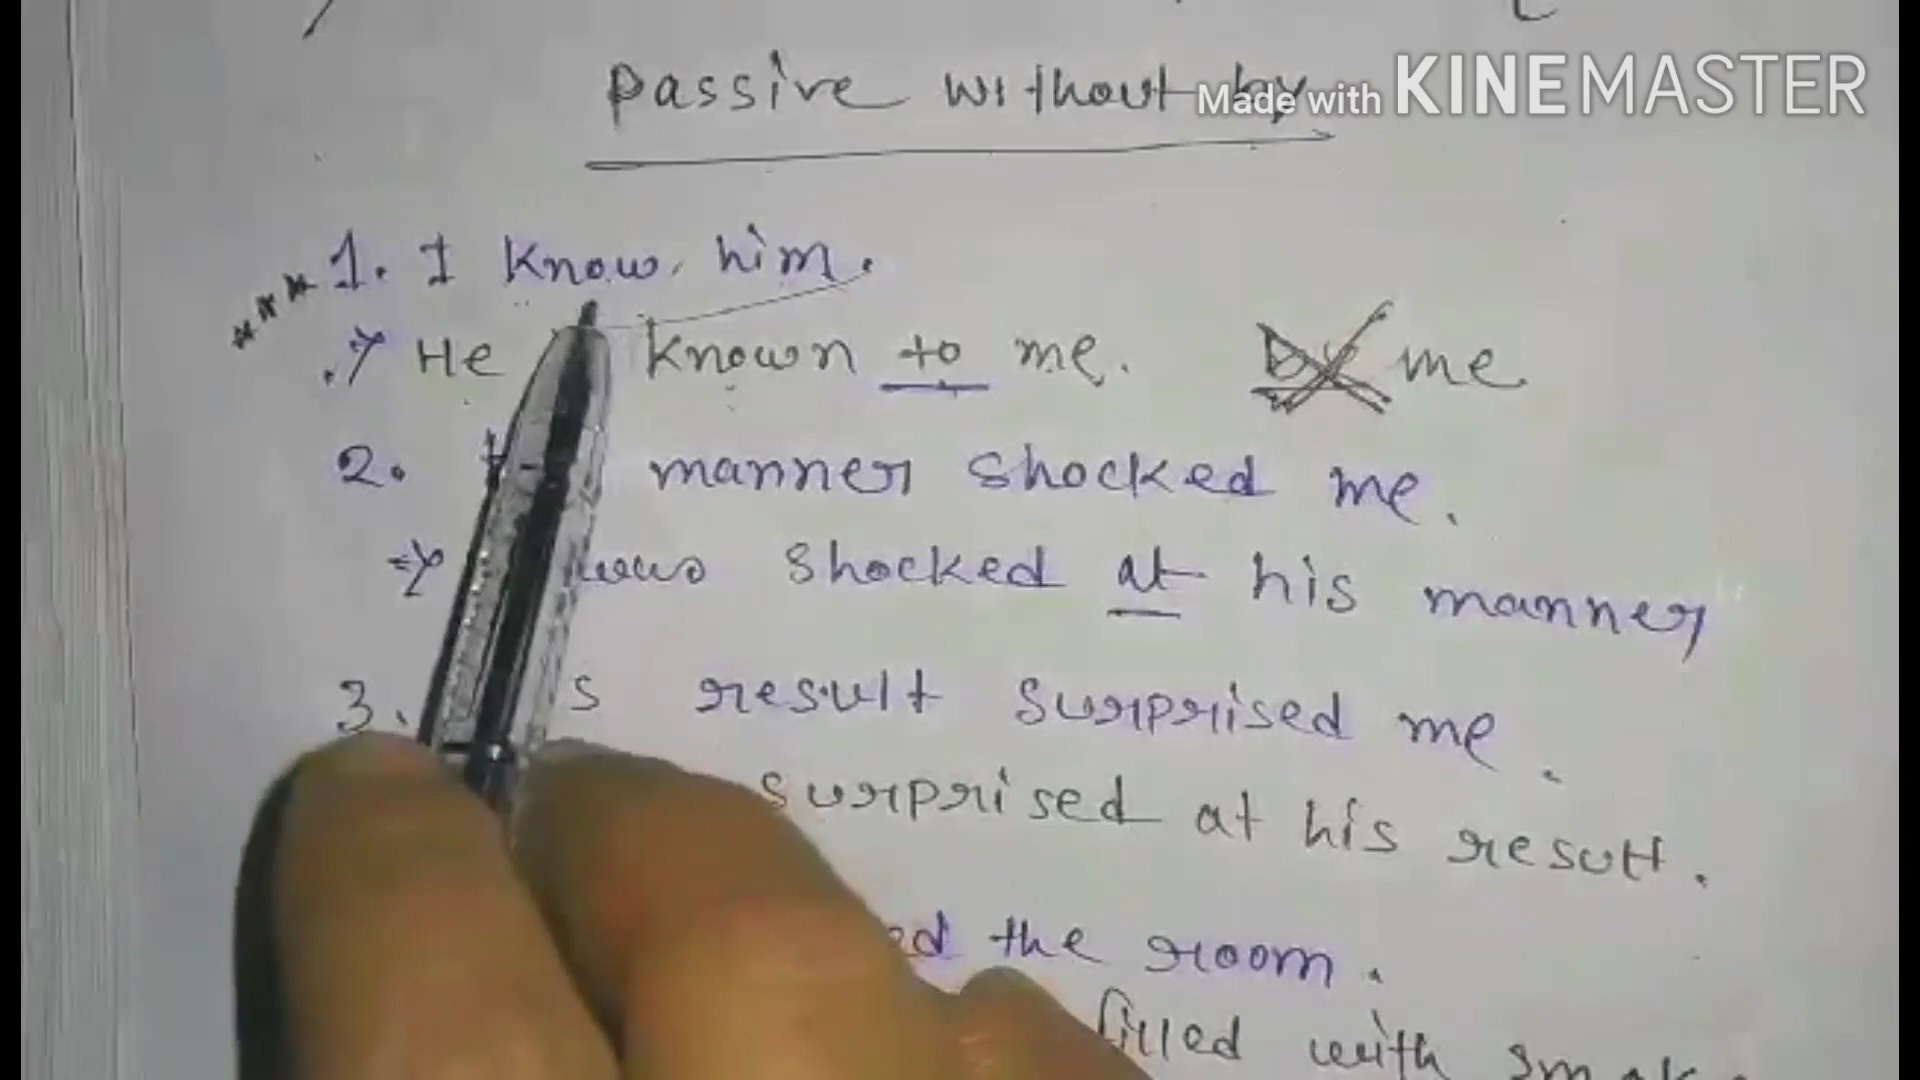 Passive without by
Made with KINEMASTER
1. I know him.
He known to me. me
2. manner shocked me.
shocked at his manner
3. result surprised me.
surprised at his result.
the room.
filled with